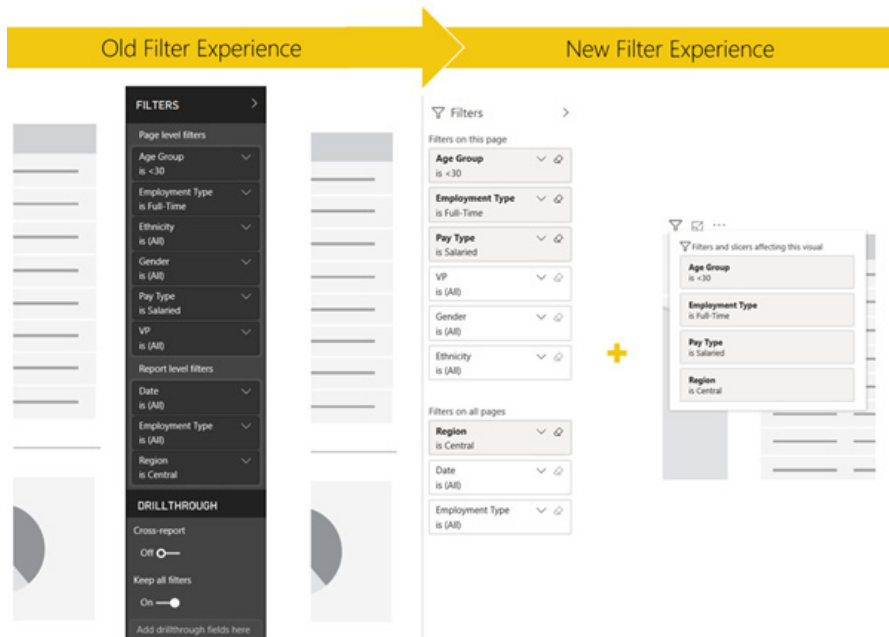 Old Filter Experience
New Filter Experience
FILTERS
Page level filters
Age Group
is <30
Employment Type
is Full-Time
Ethnicity
is (All)
Gender
is (All)
Pay Type
is Salaried
VP
is (All)
Report level filters
Date
is (All)
Employment Type
is (All)
Region
is Central
DRILLTHROUGH
Cross-report
Off
Keep all filters
On
Add drillthrough fields here
Filters
Filters on this page
Age Group
is <30
Employment Type
is Full-Time
Pay Type
is Salaried
VP
is (All)
Gender
is (All)
Ethnicity
is (All)
Filters on all pages
Region
is Central
Date
is (All)
Employment Type
is (All)
Filters and slicers affecting this visual
Age Group
is <30
Employment Type
is Full-Time
Pay Type
is Salaried
Region
is Central